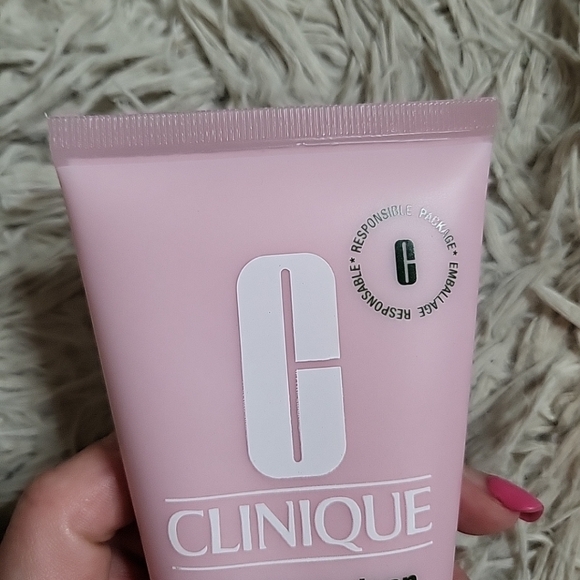 RESPONSIBLE PACKAGE* EMBALLAGE RESPONSABLE*
C
C
CLINIQUE